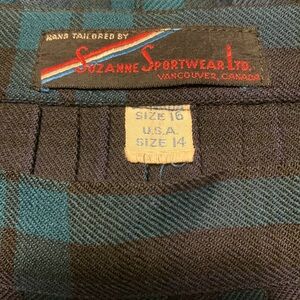 HAND TAILORED BY
SUZANNE SPORTWEAR LTD.
VANCOUVER, CANADA
SIZE 16
U.S.A.
SIZE 14